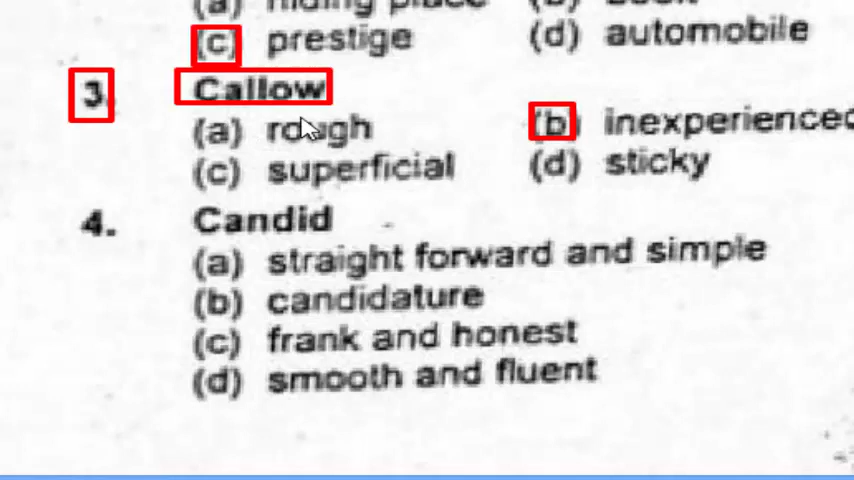 (c) prestige (d) automobile
3. Callow
(a) rough (b) inexperienced
(c) superficial (d) sticky
4. Candid
(a) straight forward and simple
(b) candidature
(c) frank and honest
(d) smooth and fluent